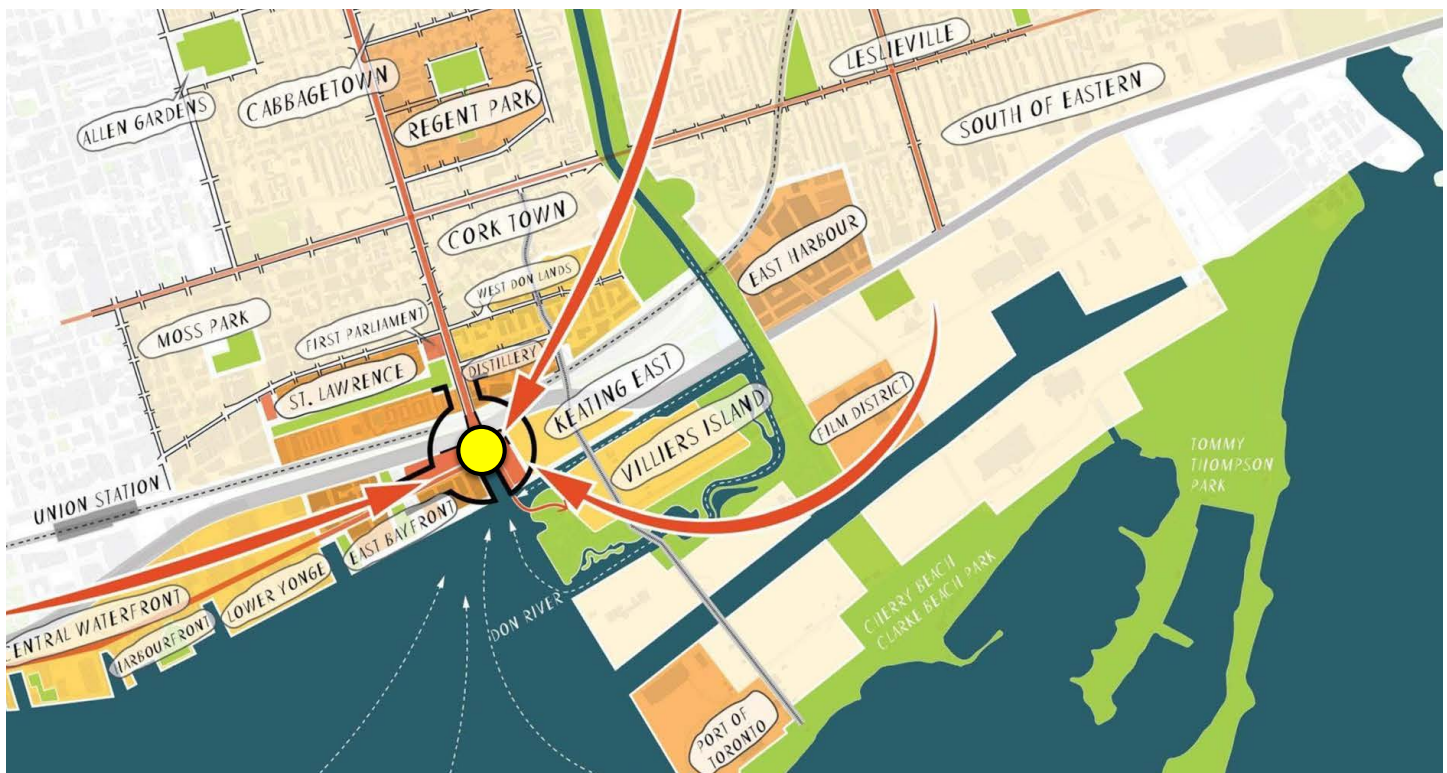 ALLEN GARDENS
CABBAGETOWN
REGENT PARK
LESLIEVILLE
SOUTH OF EASTERN
CORK TOWN
EAST HARBOUR
WEST DON LANDS
MOSS PARK
FIRST PARLIAMENT
DISTILLERY
ST. LAWRENCE
KEATING EAST
VILLIERS ISLAND
FILM DISTRICT
UNION STATION
TOMMY
THOMPSON
PARK
EAST BAYFRONT
LOWER YONGE
CENTRAL WATERFRONT
HARBOURFRONT
DON RIVER
CHERRY BEACH
CLARKE BEACH PARK
PORT OF
TORONTO